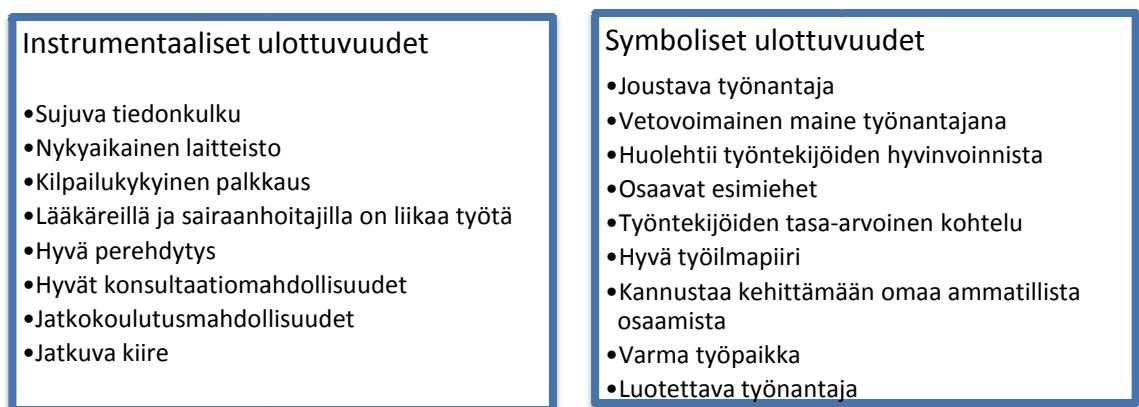 Instrumentaaliset ulottuvuudet
•Sujuva tiedonkulku
•Nykyaikainen laitteisto
•Kilpailukykyinen palkkaus
•Lääkäreillä ja sairaanhoitajilla on liikaa työtä
•Hyvä perehdytys
•Hyvät konsultaatiomahdollisuudet
•Jatkokoulutusmahdollisuudet
•Jatkuva kiire
Symboliset ulottuvuudet
•Joustava työnantaja
•Vetovoimainen maine työnantajana
•Huolehtii työntekijöiden hyvinvoinnista
•Osaavat esimiehet
•Työntekijöiden tasa-arvoinen kohtelu
•Hyvä työilmapiiri
•Kannustaa kehittämään omaa ammatillista
osaamista
•Varma työpaikka
•Luotettava työnantaja